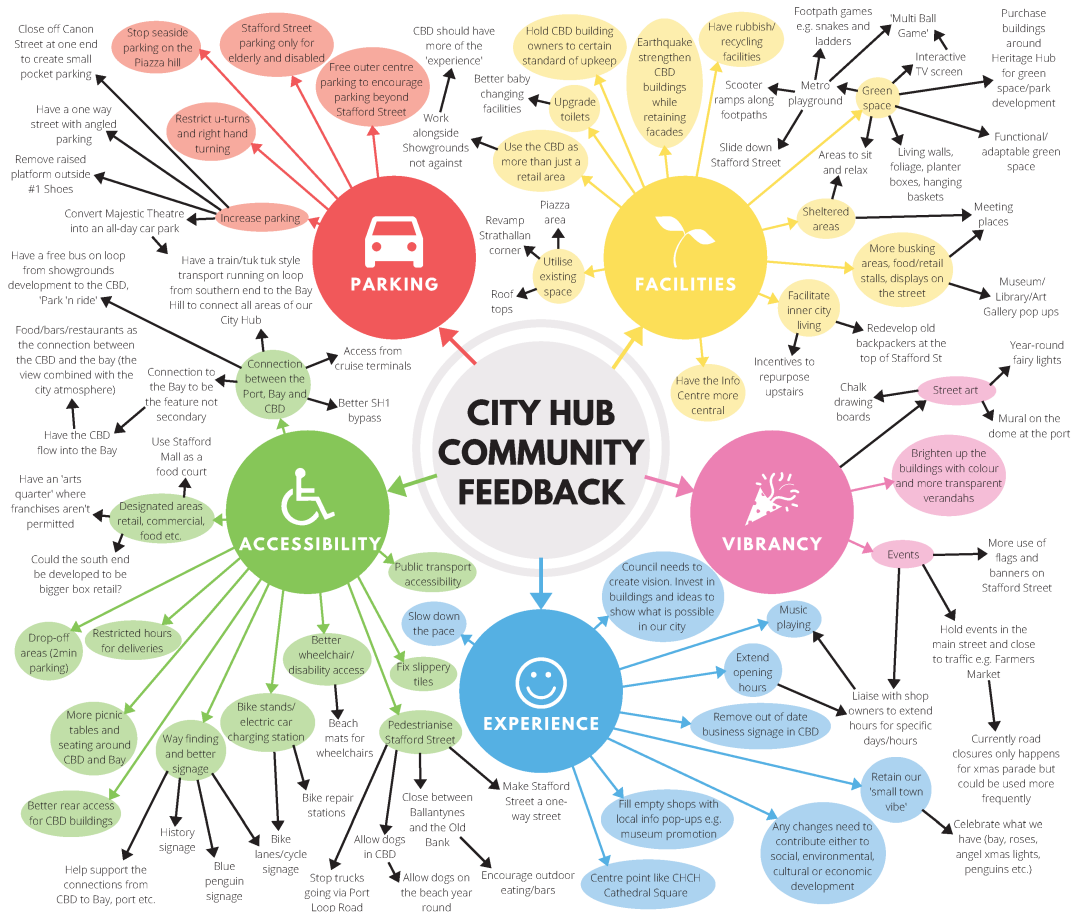 Close off Canon
Street at one end
to create small
pocket parking
Stop seaside
parking on the
Piazza hill
Stafford Street
parking only for
elderly and disabled
Free outer centre
parking to encourage
parking beyond
Stafford Street
Have a one way
street with angled
parking
Restrict u-turns
and right hand
turning
Remove raised
platform outside
#1 Shoes
Increase parking
Convert Majestic Theatre
into an all-day car park
PARKING
CBD should have
more of the
'experience'
Hold CBD building
owners to certain
standard of upkeep
Earthquake
strengthen
CBD
buildings
while
retaining
facades
Have rubbish/
recycling
facilities
Better baby
changing
facilities
Upgrade
toilets
Work
alongside
Showgrounds
not against
Use the CBD as
more than just a
retail area
Footpath games
e.g. snakes and
ladders
'Multi Ball
Game'
Purchase
buildings
around
Heritage Hub
for green
space/park
development
Interactive
TV screen
Scooter
ramps along
footpaths
Metro
playground
Green
space
Slide down
Stafford Street
Areas to sit
and relax
Living walls,
foliage, planter
boxes, hanging
baskets
Functional/
adaptable green
space
Piazza
area
Revamp
Strathallan
corner
Utilise
existing
space
Roof
tops
FACILITIES
Sheltered
areas
Meeting
places
More busking
areas, food/retail
stalls, displays on
the street
Museum/
Library/Art
Gallery pop ups
Facilitate
inner city
living
Redevelop old
backpackers at the
top of Stafford St
Incentives to
repurpose
upstairs
Have the Info
Centre more
central
Have a free bus on loop
from showgrounds
development to the CBD,
'Park 'n ride'
Have a train/tuk tuk style
transport running on loop
from southern end to the Bay
Hill to connect all areas of our
City Hub
Food/bars/restaurants as
the connection between
the CBD and the bay (the
view combined with the
city atmosphere)
Connection to
the Bay to be
the feature not
secondary
Connection
between the
Port, Bay and
CBD
Access from
cruise terminals
Better SH1
bypass
Have the CBD
flow into the Bay
Use Stafford
Mall as a
food court
Have an 'arts
quarter' where
franchises aren't
permitted
Designated areas
retail, commercial,
food etc.
Could the south end
be developed to be
bigger box retail?
ACCESSIBILITY
CITY HUB
COMMUNITY
FEEDBACK
Year-round
fairy lights
Chalk
drawing
boards
Street art
Mural on the
dome at the port
Brighten up the
buildings with colour
and more transparent
verandahs
VIBRANCY
Events
More use of
flags and
banners on
Stafford Street
Hold events in the
main street and close
to traffic e.g. Farmers
Market
Liaise with shop
owners to extend
hours for specific
days/hours
Currently road
closures only happens
for xmas parade but
could be used more
frequently
Public transport
accessibility
Drop-off
areas (2min
parking)
Restricted hours
for deliveries
Better
wheelchair/
disability access
Fix slippery
tiles
More picnic
tables and
seating around
CBD and Bay
Way finding
and better
signage
Bike stands/
electric car
charging station
Beach
mats for
wheelchairs
Pedestrianise
Stafford Street
Better rear access
for CBD buildings
History
signage
Bike repair
stations
Bike
lanes/cycle
signage
Help support the
connections from
CBD to Bay, port etc.
Blue
penguin
signage
Stop trucks
going via Port
Loop Road
Allow dogs
in CBD
Allow dogs on
the beach year
round
Close between
Ballantynes
and the Old
Bank
Encourage outdoor
eating/bars
Make Stafford
Street a one-
way street
Slow down
the pace
Council needs to
create vision. Invest in
buildings and ideas to
show what is possible
in our city
Music
playing
Extend
opening
hours
EXPERIENCE
Remove out of date
business signage in CBD
Retain our
'small town
vibe'
Celebrate what we
have (bay, roses,
angel xmas lights,
penguins etc.)
Fill empty shops with
local info pop-ups e.g.
museum promotion
Any changes need to
contribute either to
social, environmental,
cultural or economic
development
Centre point like CHCH
Cathedral Square